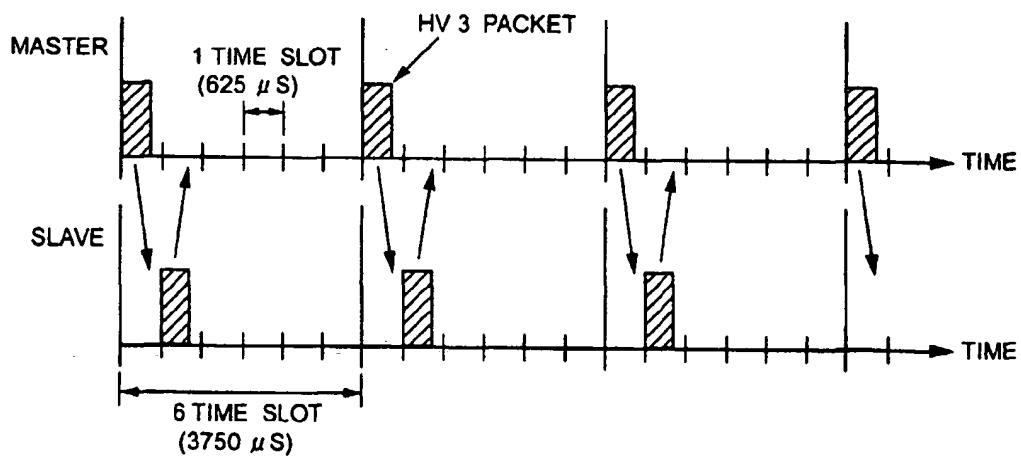 HV 3 PACKET
MASTER
1 TIME SLOT
(625 μS)
TIME
SLAVE
TIME
6 TIME SLOT
(3750 μS)